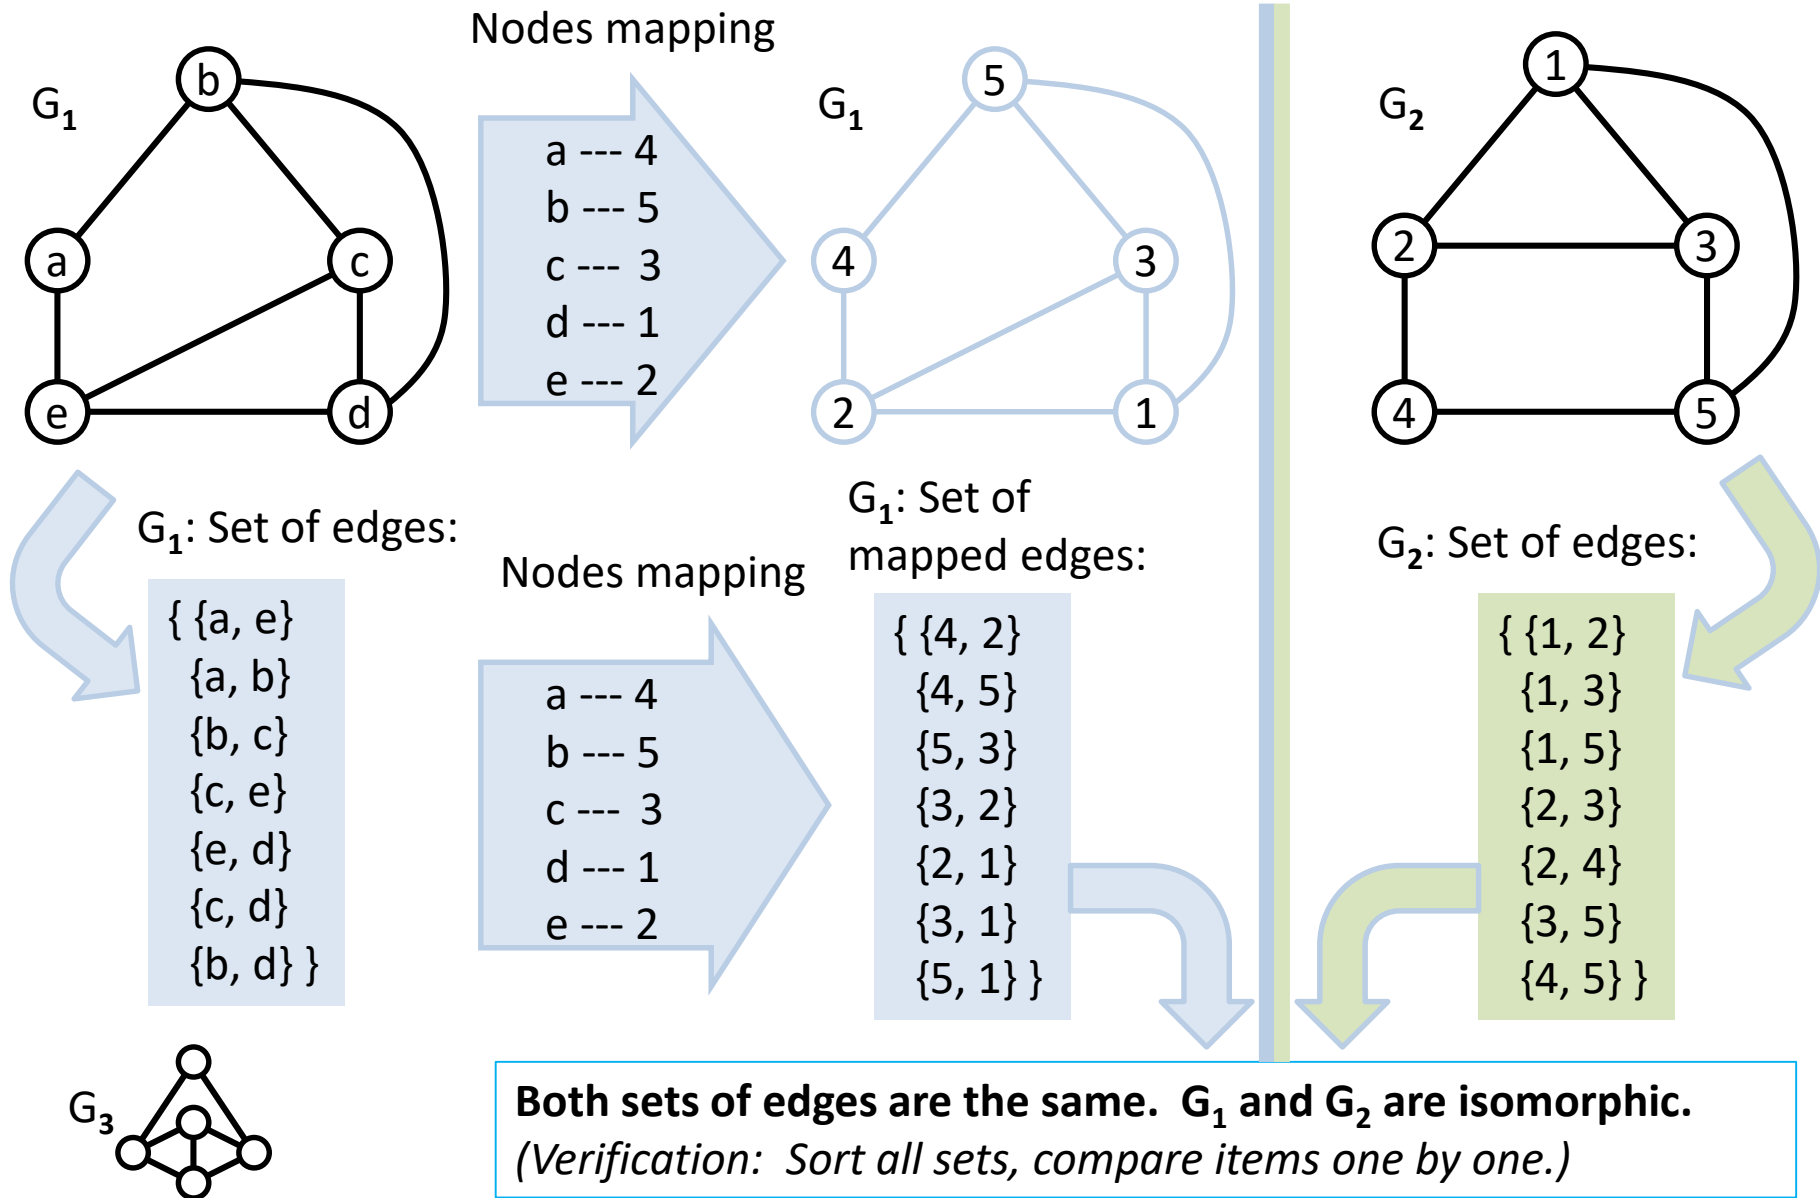 Nodes mapping
G1
b
a
c
e
d
a --- 4
b --- 5
c --- 3
d --- 1
e --- 2
G1
5
4
3
2
1
G2
1
2
3
4
5
G1: Set of edges:
{ {a, e}
{a, b}
{b, c}
{c, e}
{e, d}
{c, d}
{b, d} }
Nodes mapping
a --- 4
b --- 5
c --- 3
d --- 1
e --- 2
G1: Set of
mapped edges:
{ {4, 2}
{4, 5}
{5, 3}
{3, 2}
{2, 1}
{3, 1}
{5, 1} }
G2: Set of edges:
{ {1, 2}
{1, 3}
{1, 5}
{2, 3}
{2, 4}
{3, 5}
{4, 5} }
G3
Both sets of edges are the same. G1 and G2 are isomorphic.
(Verification: Sort all sets, compare items one by one.)